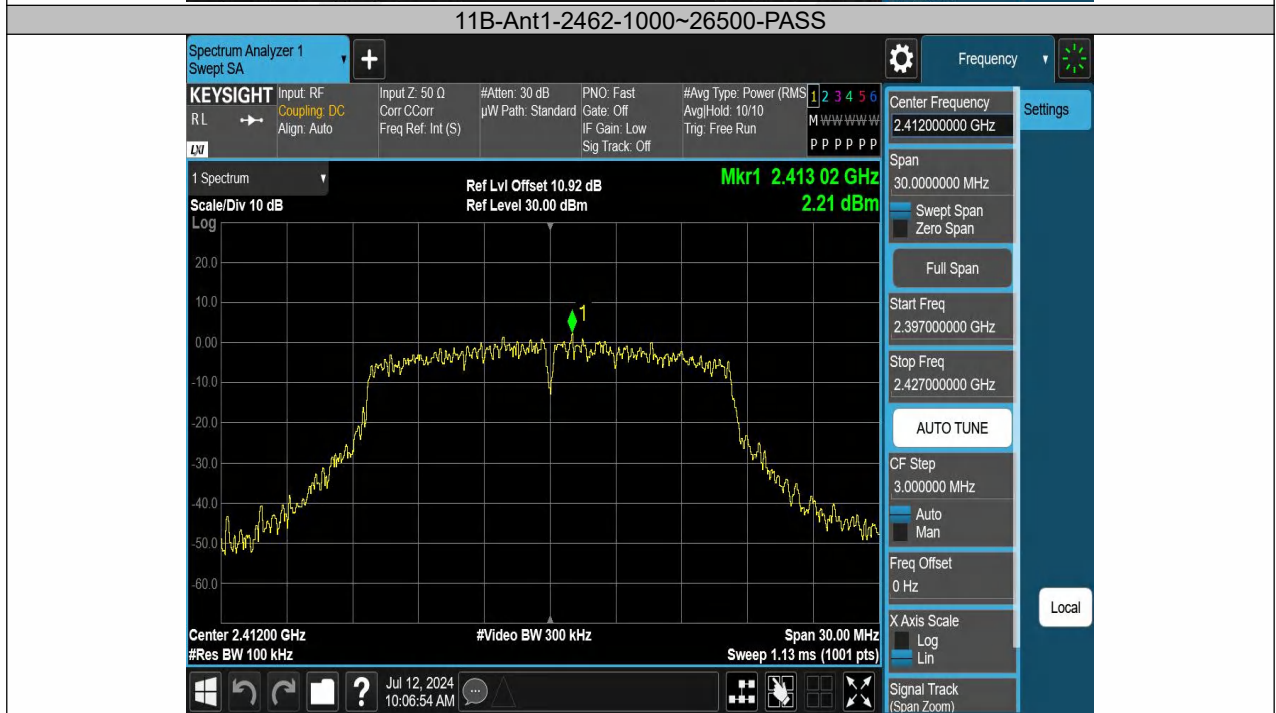 11B-Ant1-2462-1000~26500-PASS
Spectrum Analyzer 1
Swept SA
+
Frequency
KEYSIGHT
RL
LXI
Input: RF
Coupling: DC
Align: Auto
Input Z: 50 Ω
Corr CCorr
Freq Ref: Int (S)
#Atten: 30 dB
µW Path: Standard
PNO: Fast
Gate: Off
IF Gain: Low
Sig Track: Off
#Avg Type: Power (RMS
Avg|Hold: 10/10
Trig: Free Run
1 2 3 4 5 6
M W W W W W
P P P P P P
1 Spectrum
Scale/Div 10 dB
Ref Lvl Offset 10.92 dB
Ref Level 30.00 dBm
Mkr1 2.413 02 GHz
2.21 dBm
Log
20.0
10.0
0.00
-10.0
-20.0
-30.0
-40.0
-50.0
-60.0
1
Center 2.41200 GHz
#Res BW 100 kHz
#Video BW 300 kHz
Span 30.00 MHz
Sweep 1.13 ms (1001 pts)
Center Frequency
2.412000000 GHz
Settings
Span
30.0000000 MHz
Swept Span
Zero Span
Full Span
Start Freq
2.397000000 GHz
Stop Freq
2.427000000 GHz
AUTO TUNE
CF Step
3.000000 MHz
Auto
Man
Freq Offset
0 Hz
Local
X Axis Scale
Log
Lin
Signal Track
(Span Zoom)
?
Jul 12, 2024
10:06:54 AM